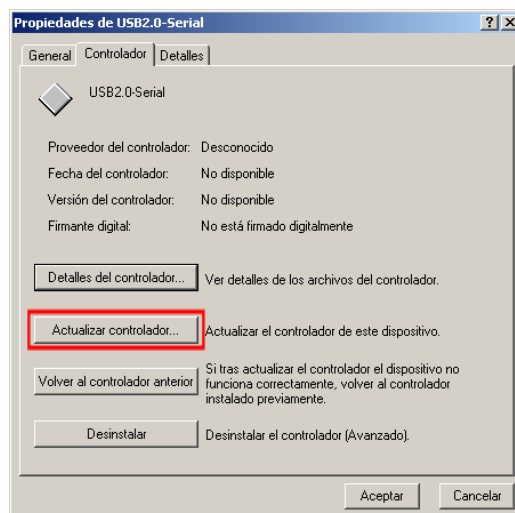 Propiedades de USB2.0-Serial
General Controlador Detalles
USB2.0-Serial
Proveedor del controlador: Desconocido
Fecha del controlador: No disponible
Versión del controlador: No disponible
Firmante digital: No está firmado digitalmente
Detalles del controlador... Ver detalles de los archivos del controlador.
Actualizar controlador... Actualizar el controlador de este dispositivo.
Volver al controlador anterior Si tras actualizar el controlador el dispositivo no
funciona correctamente, volver al controlador
instalado previamente.
Desinstalar Desinstalar el controlador (Avanzado).
Aceptar Cancelar